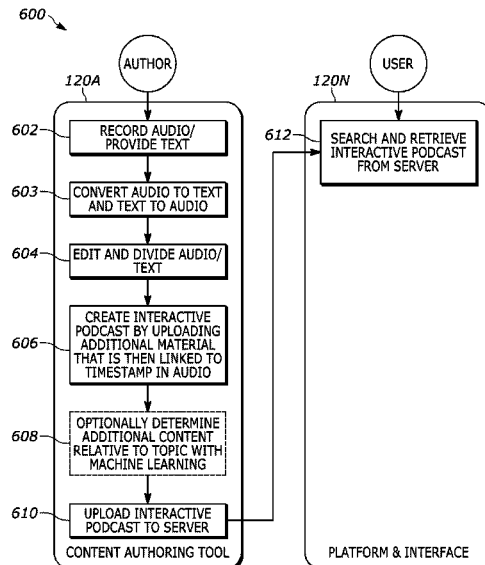 600
AUTHOR
USER
120A
120N
602
RECORD AUDIO/
PROVIDE TEXT
603
CONVERT AUDIO TO TEXT
AND TEXT TO AUDIO
604
EDIT AND DIVIDE AUDIO/
TEXT
606
CREATE INTERACTIVE
PODCAST BY UPLOADING
ADDITIONAL MATERIAL
THAT IS THEN LINKED TO
TIMESTAMP IN AUDIO
608
OPTIONALLY DETERMINE
ADDITIONAL CONTENT
RELATIVE TO TOPIC WITH
MACHINE LEARNING
610
UPLOAD INTERACTIVE
PODCAST TO SERVER
CONTENT AUTHORING TOOL
612
SEARCH AND RETRIEVE
INTERACTIVE PODCAST
FROM SERVER
PLATFORM & INTERFACE